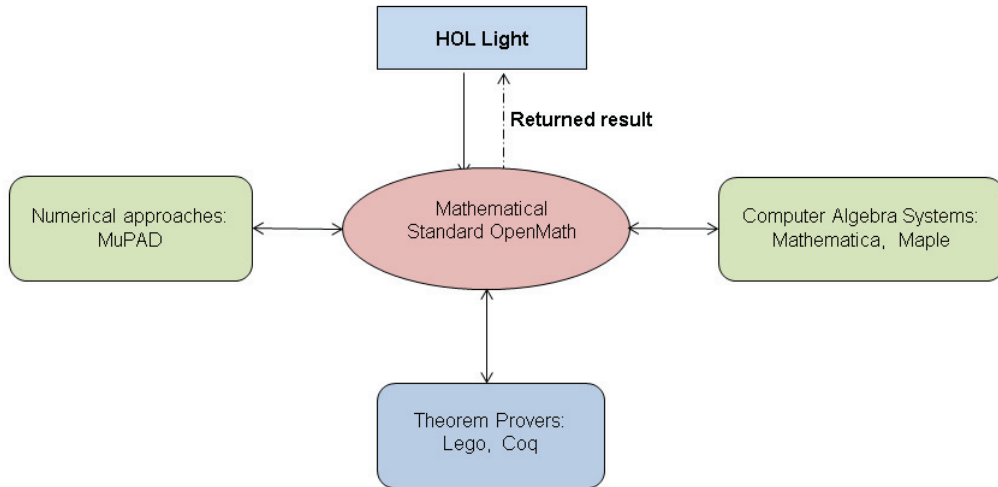 HOL Light
Returned result
Numerical approaches:
MuPAD
Mathematical
Standard OpenMath
Computer Algebra Systems:
Mathematica, Maple
Theorem Provers:
Lego, Coq